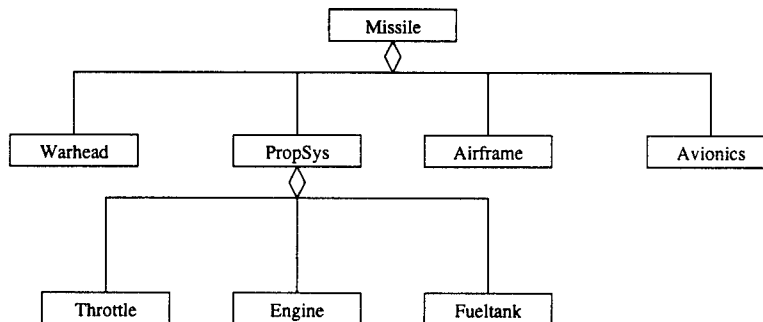 Missile
Warhead
PropSys
Airframe
Avionics
Throttle
Engine
Fueltank